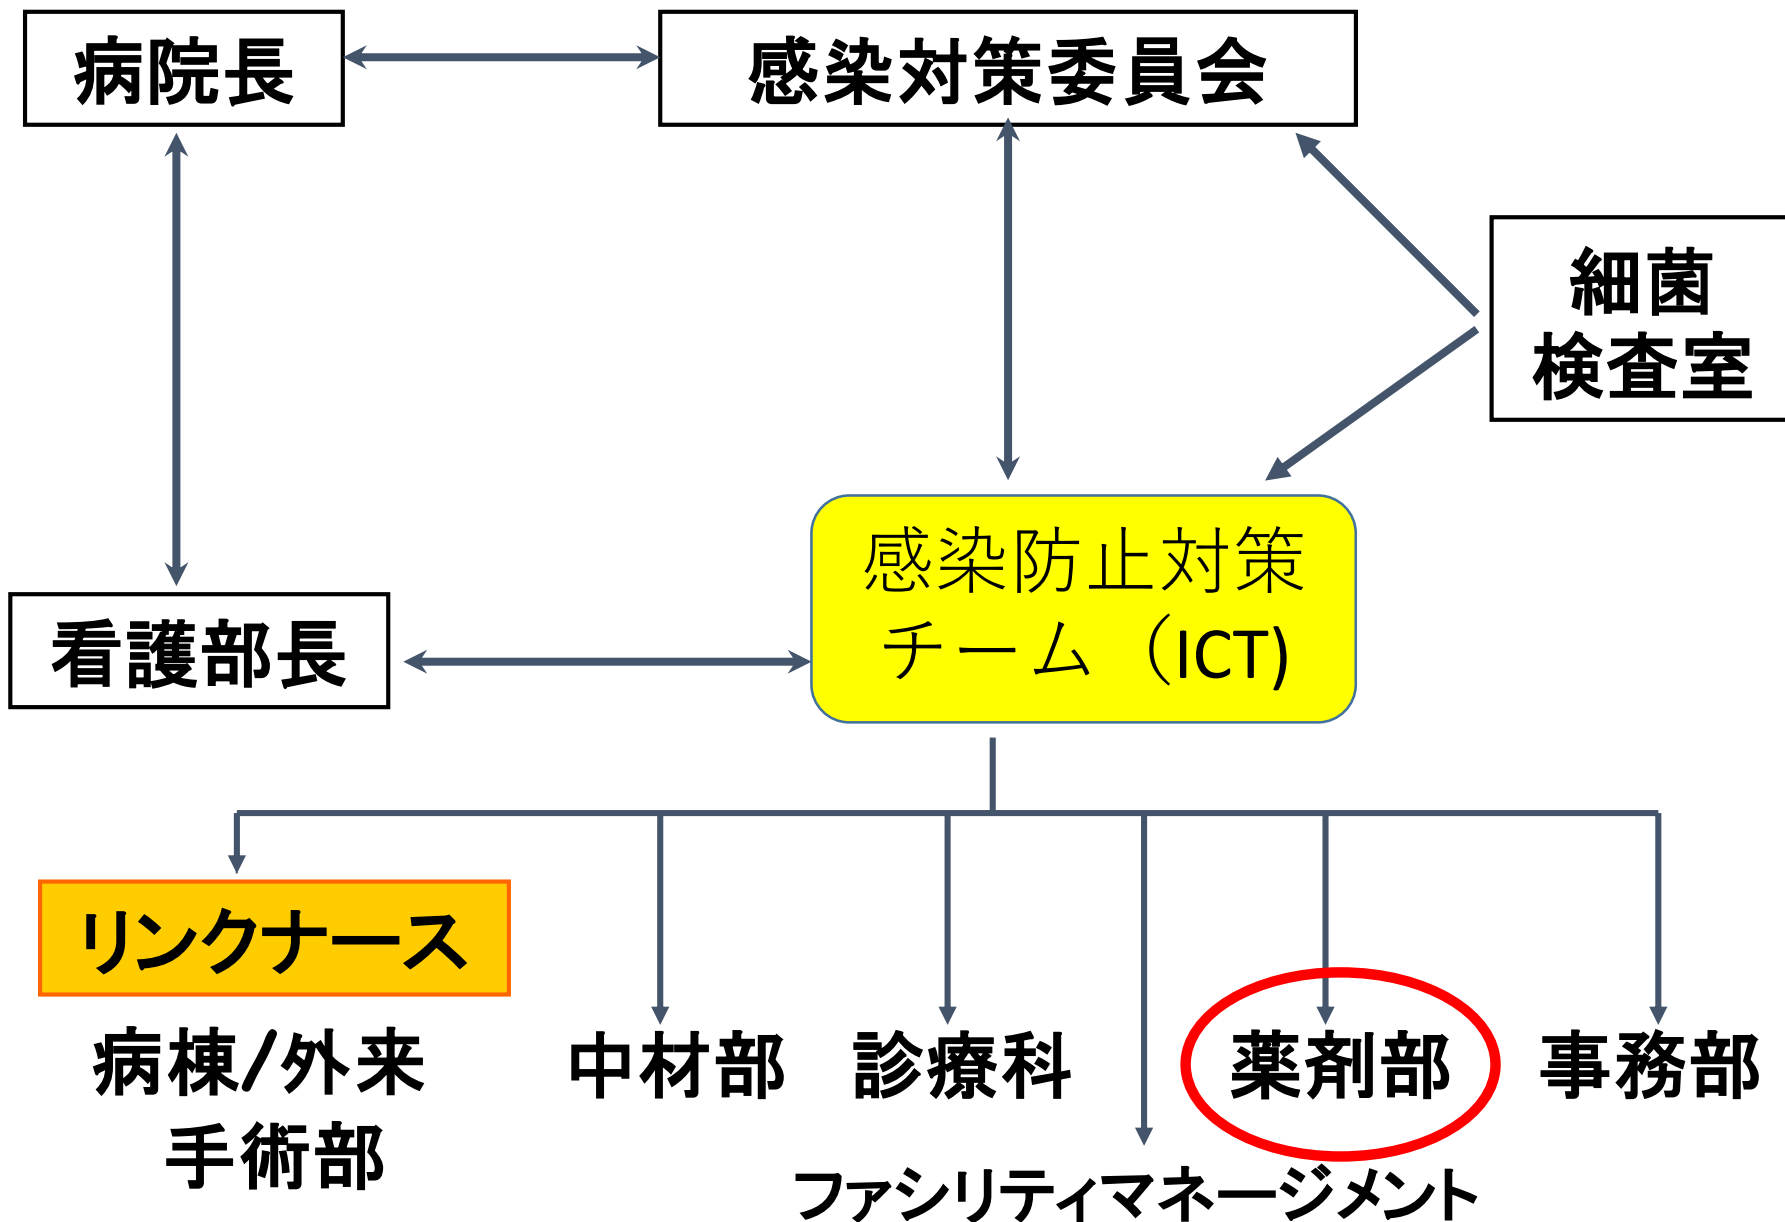 病院長
感染対策委員会
細菌
検査室
感染防止対策
チーム（ICT)
看護部長
リンクナース
病棟/外来
手術部
中材部
診療科
薬剤部
事務部
ファシリティマネージメント